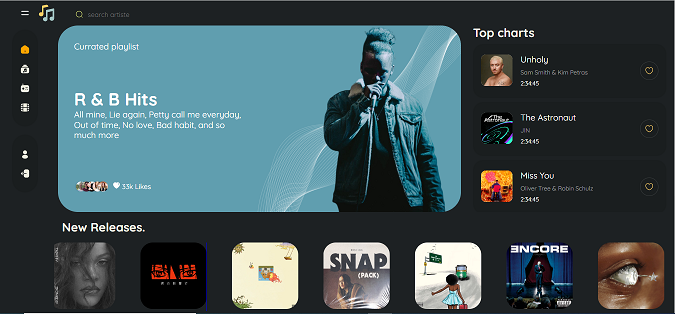 search artiste
Currated playlist
R & B Hits
All mine, Lie again, Petty call me everyday,
Out of time, No love, Bad habit, and so
much more
33k Likes
Top charts
Unholy
Sam Smith & Kim Petras
2:34:45
The Astronaut
JIN
2:34:45
Miss You
Oliver Tree & Robin Schulz
2:34:45
New Releases.
SNAP
(PACK)
ENCORE